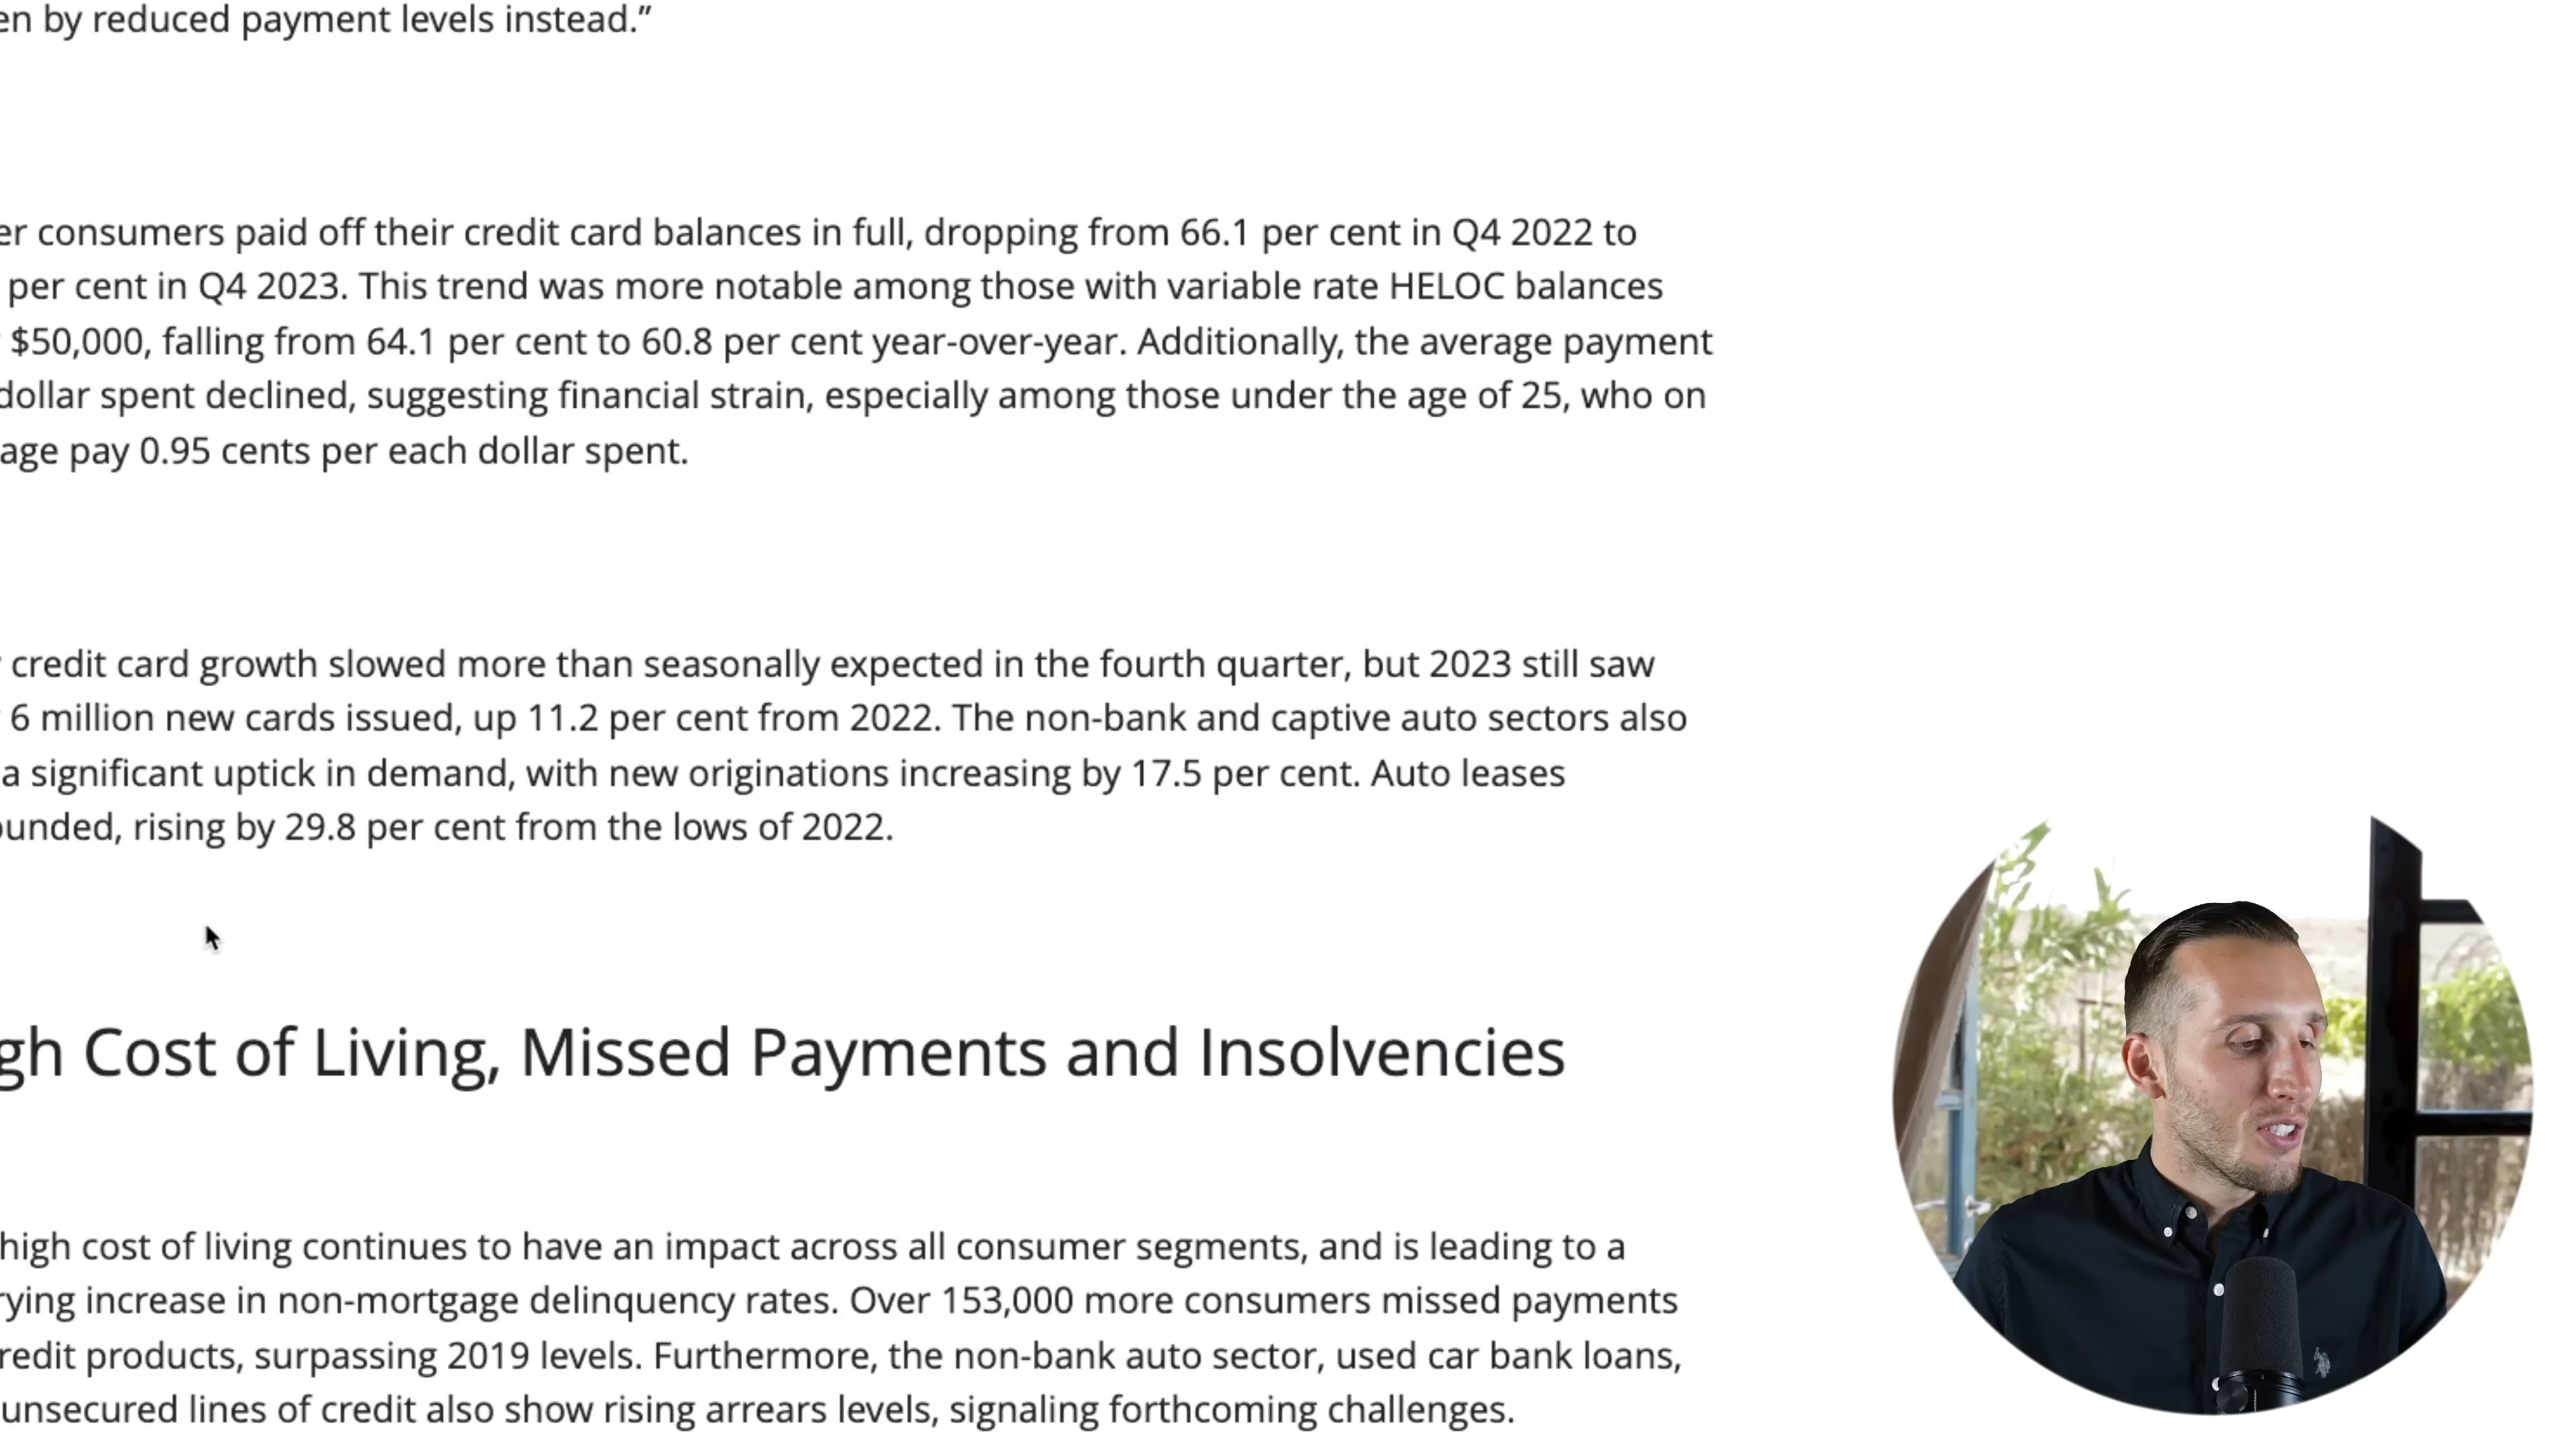 en by reduced payment levels instead.”
er consumers paid off their credit card balances in full, dropping from 66.1 per cent in Q4 2022 to
per cent in Q4 2023. This trend was more notable among those with variable rate HELOC balances
$50,000, falling from 64.1 per cent to 60.8 per cent year-over-year. Additionally, the average payment
dollar spent declined, suggesting financial strain, especially among those under the age of 25, who on
age pay 0.95 cents per each dollar spent.
credit card growth slowed more than seasonally expected in the fourth quarter, but 2023 still saw
6 million new cards issued, up 11.2 per cent from 2022. The non-bank and captive auto sectors also
a significant uptick in demand, with new originations increasing by 17.5 per cent. Auto leases
ounded, rising by 29.8 per cent from the lows of 2022.
gh Cost of Living, Missed Payments and Insolvencies
high cost of living continues to have an impact across all consumer segments, and is leading to a
rying increase in non-mortgage delinquency rates. Over 153,000 more consumers missed payments
redit products, surpassing 2019 levels. Furthermore, the non-bank auto sector, used car bank loans,
unsecured lines of credit also show rising arrears levels, signaling forthcoming challenges.